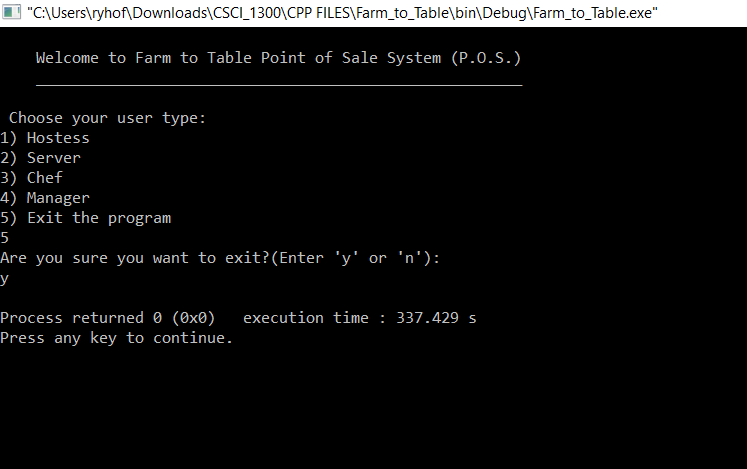 "C:\Users\ryhof\Downloads\CSCI_1300\CPP FILES\Farm_to_Table\bin\Debug\Farm_to_Table.exe"
Welcome to Farm to Table Point of Sale System (P.O.S.)
______________________________________________________
Choose your user type:
1) Hostess
2) Server
3) Chef
4) Manager
5) Exit the program
5
Are you sure you want to exit?(Enter 'y' or 'n'):
y
Process returned 0 (0x0)   execution time : 337.429 s
Press any key to continue.